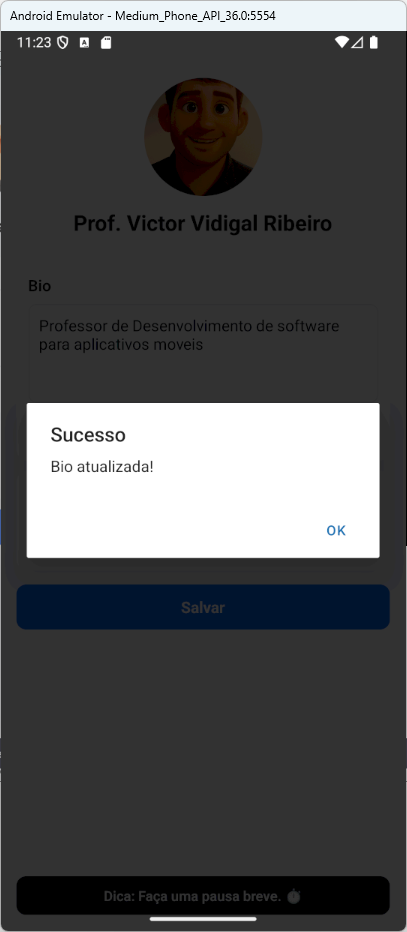 Android Emulator - Medium_Phone_API_36.0:5554
11:23
Prof. Victor Vidigal Ribeiro
Bio
Professor de Desenvolvimento de software
para aplicativos moveis
Sucesso
Bio atualizada!
OK
Salvar
Dica: Faça uma pausa breve. ⏱️